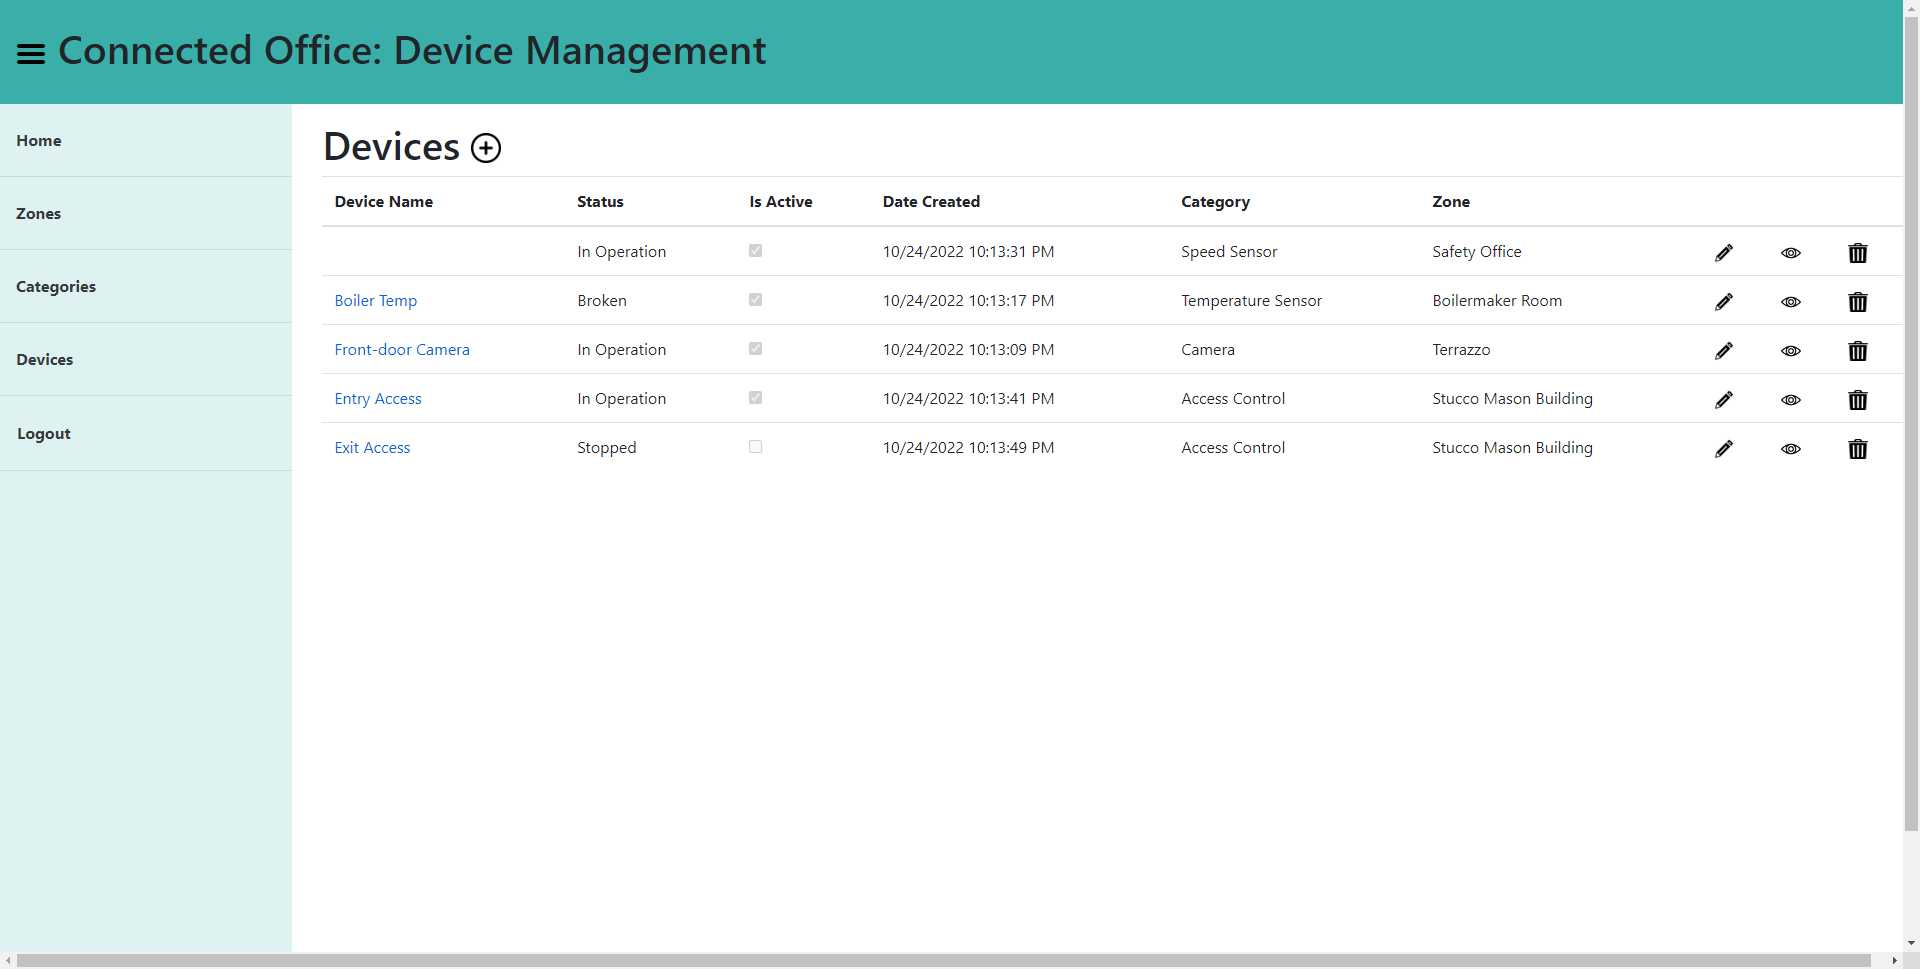 Connected Office: Device Management
Home
Zones
Categories
Devices
Logout
Devices
Device Name Status Is Active Date Created Category Zone
In Operation 10/24/2022 10:13:31 PM Speed Sensor Safety Office
Boiler Temp Broken 10/24/2022 10:13:17 PM Temperature Sensor Boilermaker Room
Front-door Camera In Operation 10/24/2022 10:13:09 PM Camera Terrazzo
Entry Access In Operation 10/24/2022 10:13:41 PM Access Control Stucco Mason Building
Exit Access Stopped 10/24/2022 10:13:49 PM Access Control Stucco Mason Building